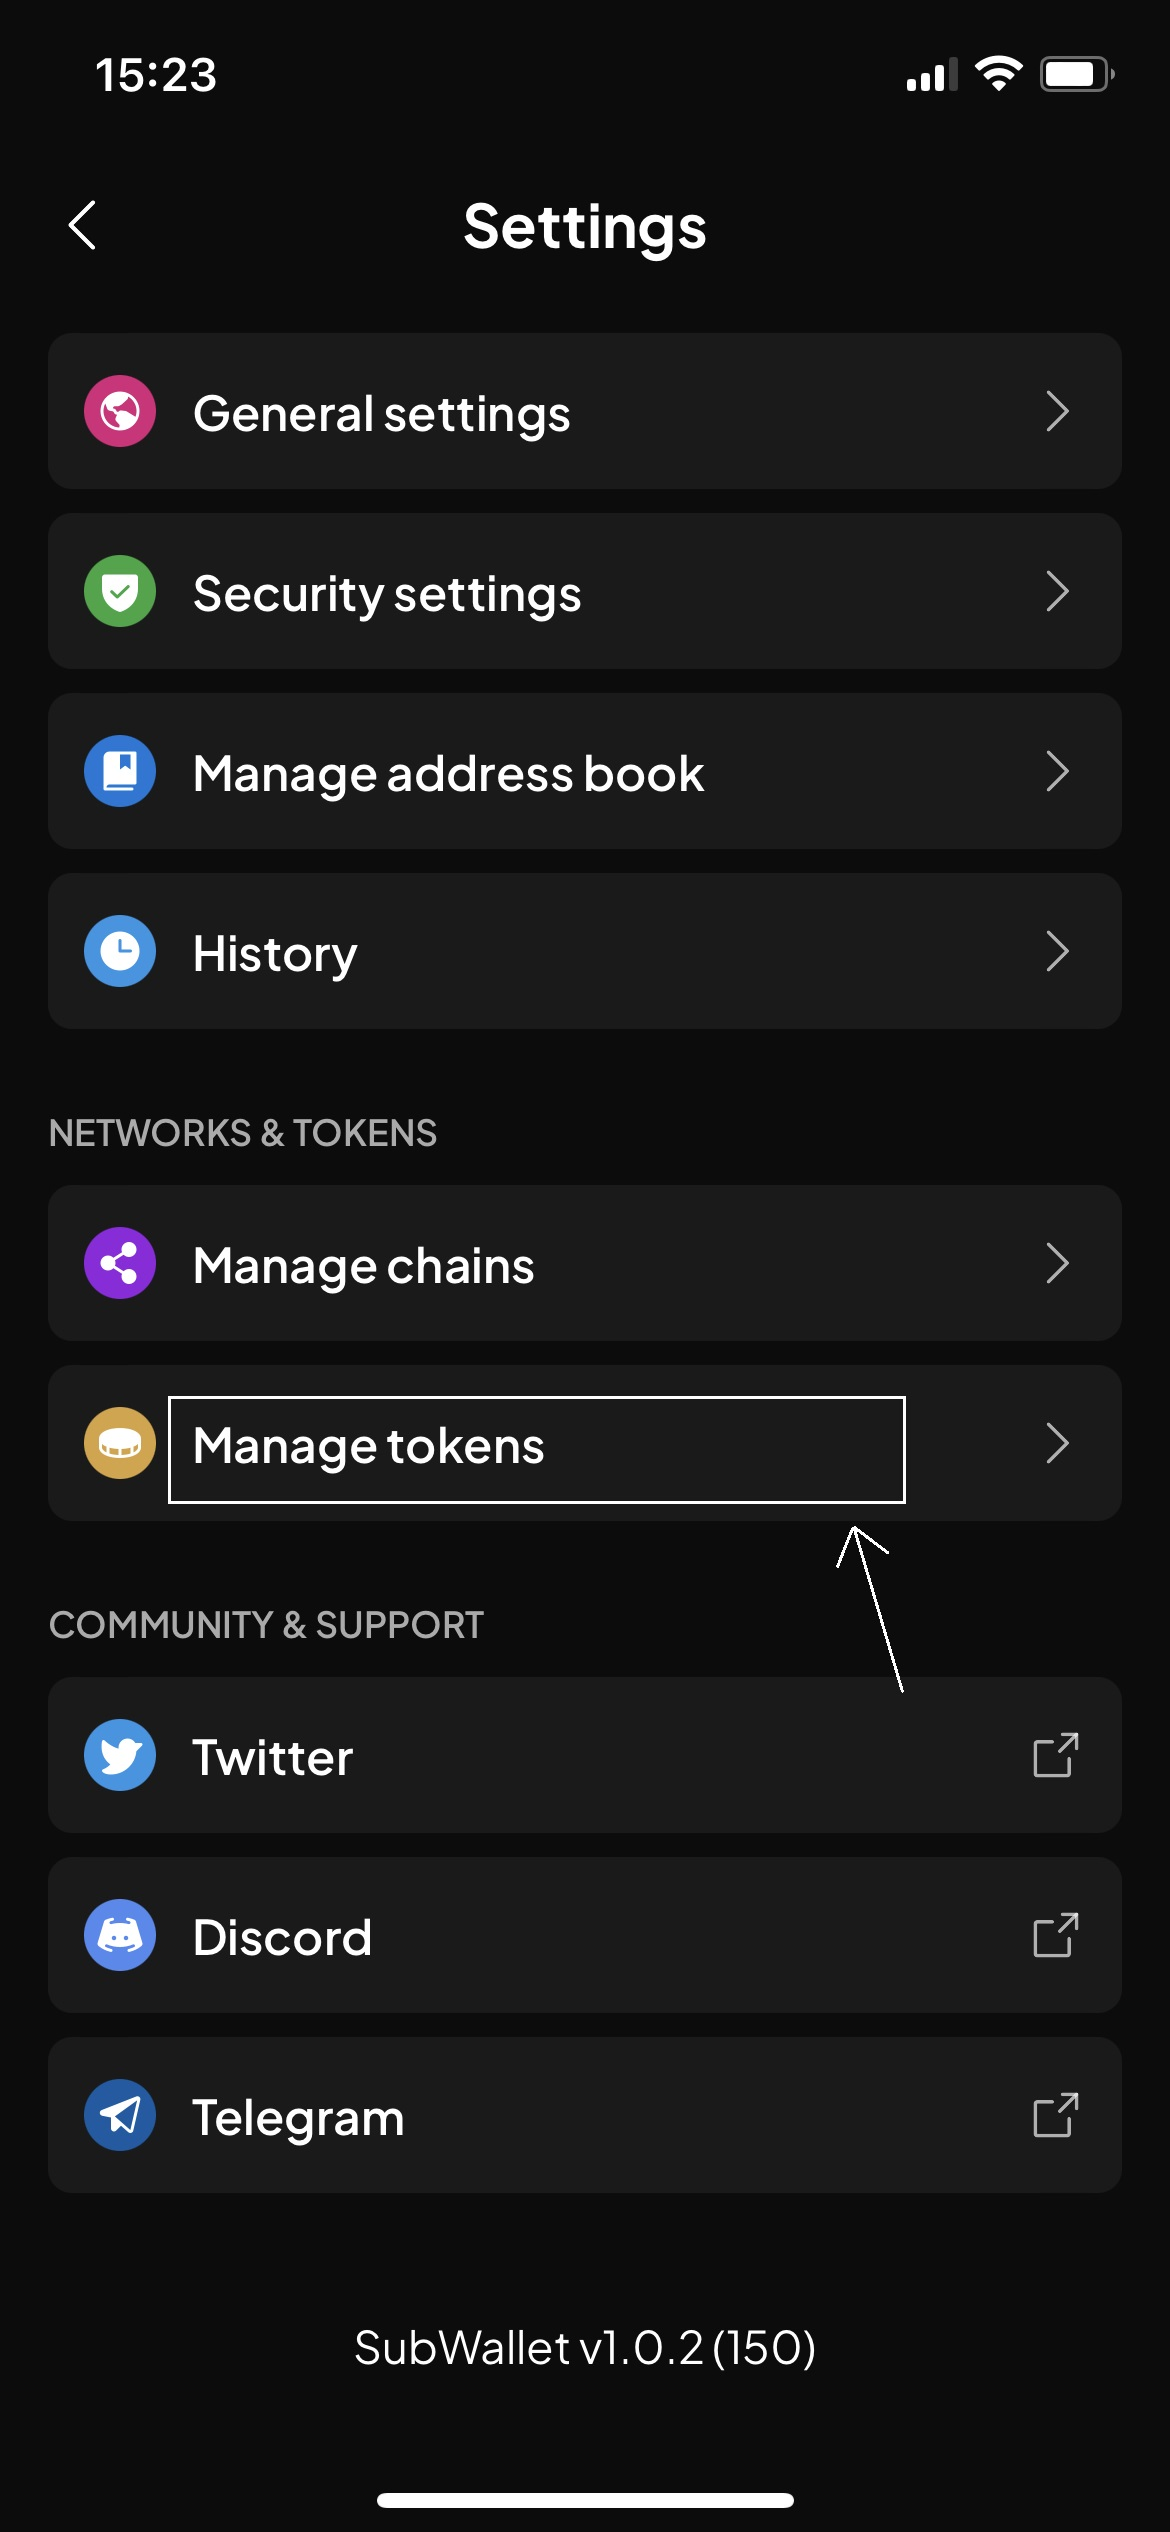 15:23
Settings
General settings
Security settings
Manage address book
History
NETWORKS & TOKENS
Manage chains
Manage tokens
COMMUNITY & SUPPORT
Twitter
Discord
Telegram
SubWallet v1.0.2 (150)